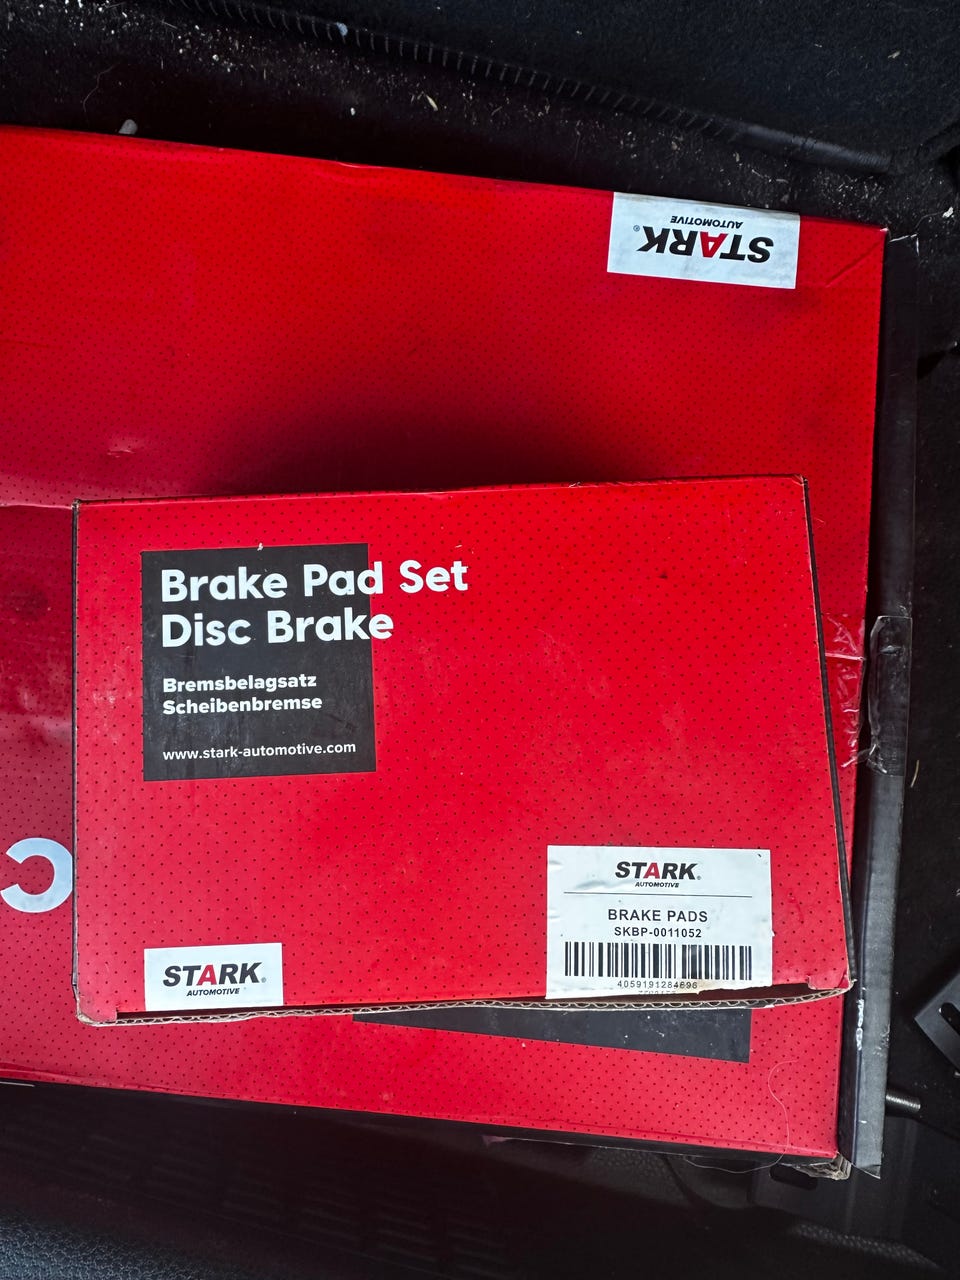 STARK®
AUTOMOTIVE
Brake Pad Set
Disc Brake
Bremsbelagsatz
Scheibenbremse
www.stark-automotive.com
STARK®
AUTOMOTIVE
BRAKE PADS
SKBP-0011052
4059191284696
STARK®
AUTOMOTIVE